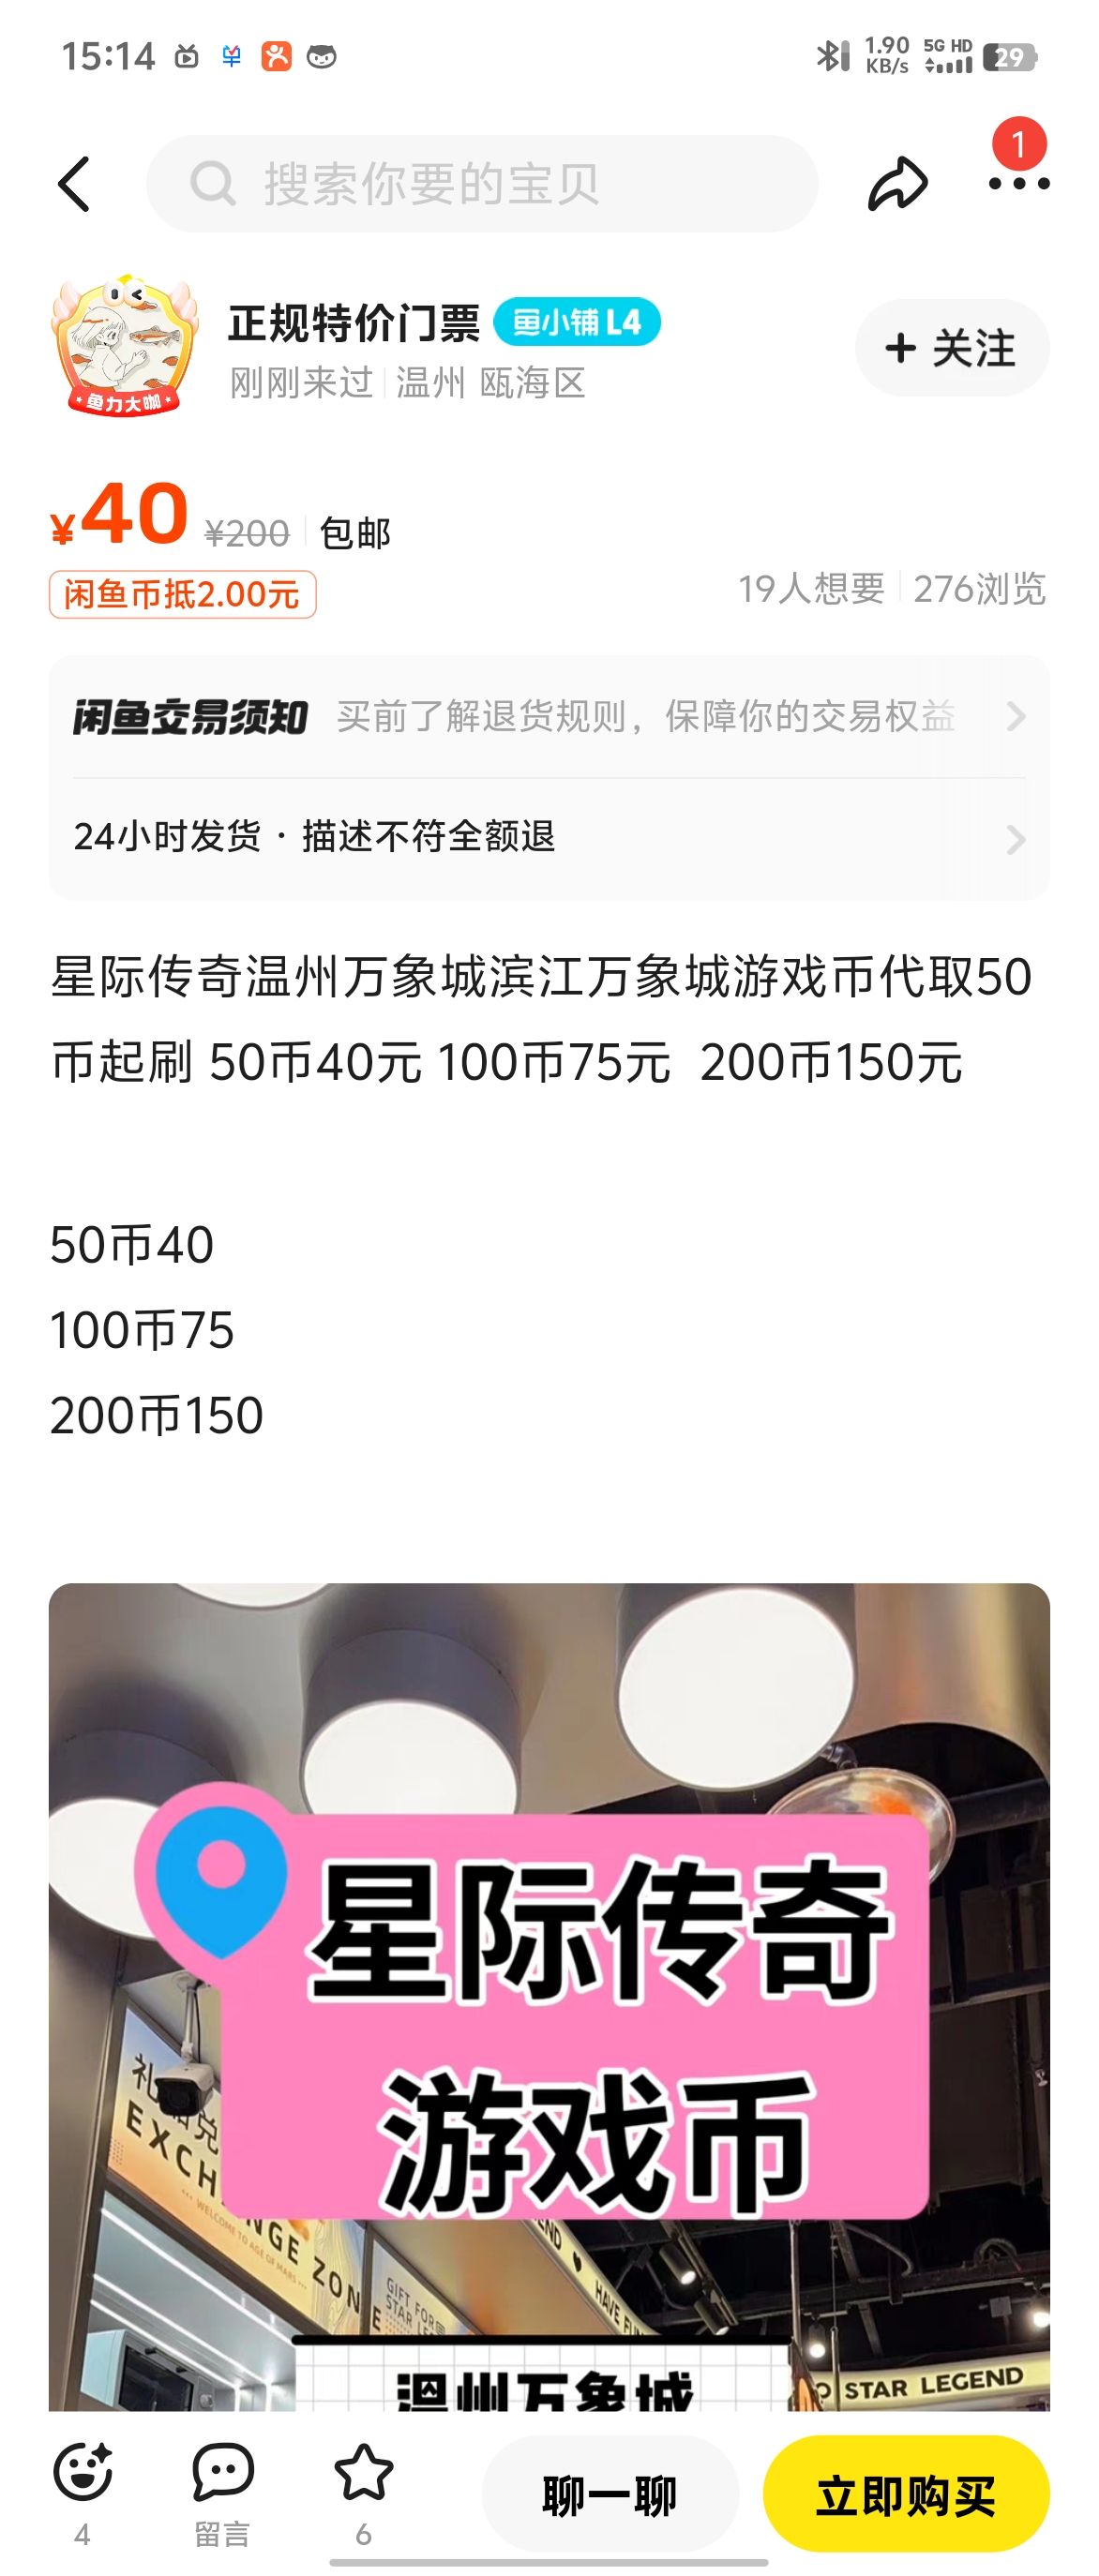 15:14
1.90 KB/s 5G HD 29
搜索你要的宝贝
1
正规特价门票 鱼小铺 L4
刚刚来过 温州 瓯海区
鱼力大咖
+ 关注
¥40 ¥200 包邮
闲鱼币抵2.00元
19人想要 276浏览
闲鱼交易须知 买前了解退货规则，保障你的交易权益
24小时发货 · 描述不符全额退
星际传奇温州万象城滨江万象城游戏币代取50
币起刷 50币40元 100币75元 200币150元
50币40
100币75
200币150
星际传奇
游戏币
礼品兑
EXCHANGE ZONE
WELCOME TO AGE OF MARS
GIFT FOR
STAR
END
HAVE FUN
STAR LEGEND
温州万象城
4
留言
6
聊一聊
立即购买